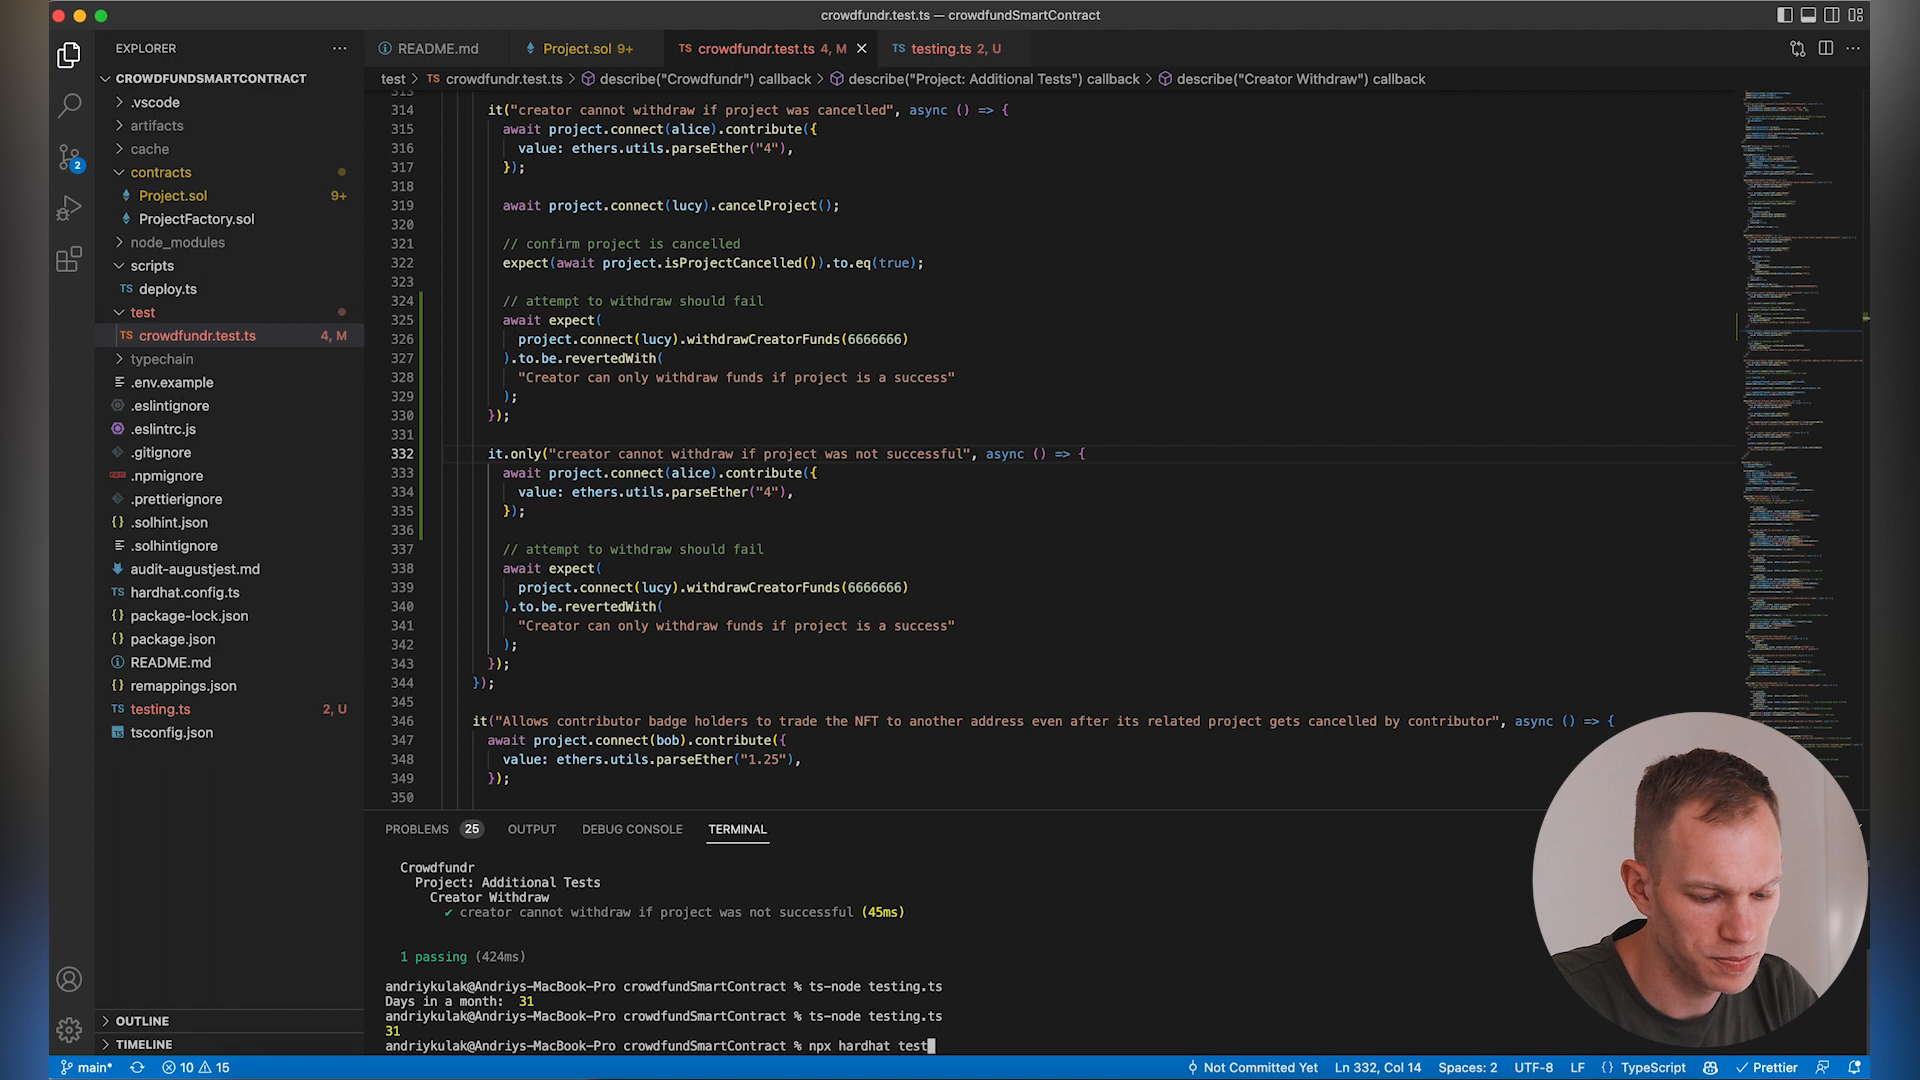 crowdfundr.test.ts — crowdfundSmartContract
EXPLORER
README.md
Project.sol 9+
TS crowdfundr.test.ts 4, M
TS testing.ts 2, U
test > TS crowdfundr.test.ts > describe("Crowdfundr") callback > describe("Project: Additional Tests") callback > describe("Creator Withdraw") callback
CROWDFUNDSMARTCONTRACT
.vscode
artifacts
cache
contracts
Project.sol 9+
ProjectFactory.sol
node_modules
scripts
TS deploy.ts
test
TS crowdfundr.test.ts 4, M
typechain
.env.example
.eslintignore
.eslintrc.js
.gitignore
.npmignore
.prettierignore
{} .solhint.json
.solhintignore
audit-augustjest.md
TS hardhat.config.ts
{} package-lock.json
{} package.json
README.md
{} remappings.json
TS testing.ts 2, U
tsconfig.json
OUTLINE
TIMELINE
2
313
314 it("creator cannot withdraw if project was cancelled", async () => {
315 await project.connect(alice).contribute({
316 value: ethers.utils.parseEther("4"),
317 });
318
319 await project.connect(lucy).cancelProject();
320
321 // confirm project is cancelled
322 expect(await project.isProjectCancelled()).to.eq(true);
323
324 // attempt to withdraw should fail
325 await expect(
326 project.connect(lucy).withdrawCreatorFunds(6666666)
327 ).to.be.revertedWith(
328 "Creator can only withdraw funds if project is a success"
329 );
330 });
331
332 it.only("creator cannot withdraw if project was not successful", async () => {
333 await project.connect(alice).contribute({
334 value: ethers.utils.parseEther("4"),
335 });
336
337 // attempt to withdraw should fail
338 await expect(
339 project.connect(lucy).withdrawCreatorFunds(6666666)
340 ).to.be.revertedWith(
341 "Creator can only withdraw funds if project is a success"
342 );
343 });
344 });
345
346 it("Allows contributor badge holders to trade the NFT to another address even after its related project gets cancelled by contributor", async () => {
347 await project.connect(bob).contribute({
348 value: ethers.utils.parseEther("1.25"),
349 });
350
PROBLEMS 25 OUTPUT DEBUG CONSOLE TERMINAL
Crowdfundr
Project: Additional Tests
Creator Withdraw
✔ creator cannot withdraw if project was not successful (45ms)
1 passing (424ms)
andriykulak@Andriys-MacBook-Pro crowdfundSmartContract % ts-node testing.ts
Days in a month: 31
andriykulak@Andriys-MacBook-Pro crowdfundSmartContract % ts-node testing.ts
31
andriykulak@Andriys-MacBook-Pro crowdfundSmartContract % npx hardhat test
main* 10 15 Not Committed Yet Ln 332, Col 14 Spaces: 2 UTF-8 LF {} TypeScript Prettier